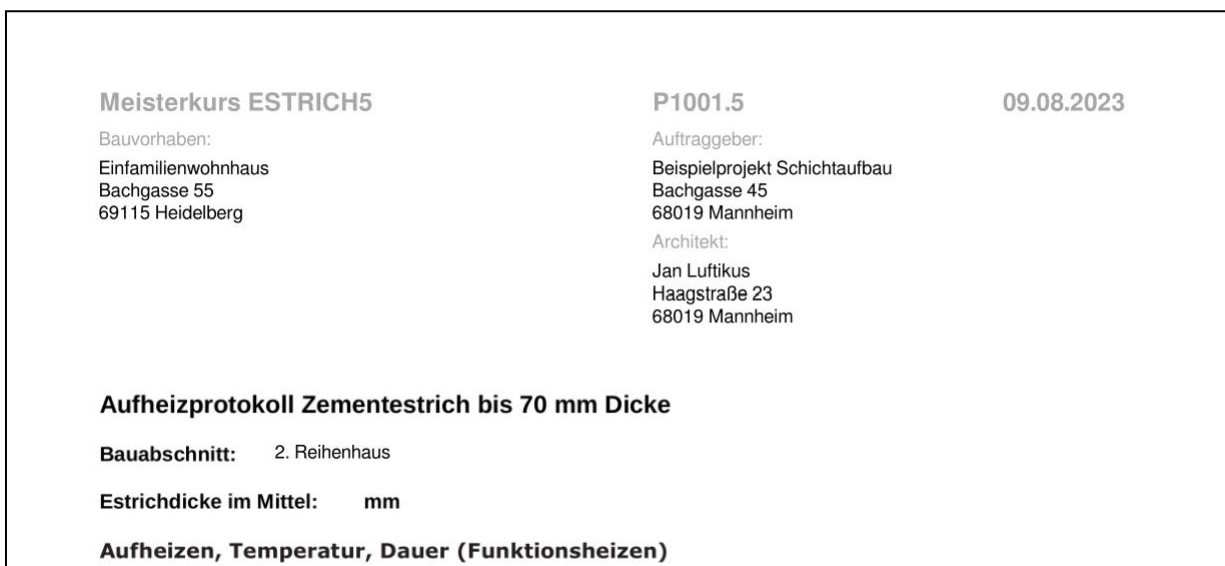 Meisterkurs ESTRICH5 P1001.5 09.08.2023
Bauvorhaben:
Einfamilienwohnhaus
Bachgasse 55
69115 Heidelberg
Auftraggeber:
Beispielprojekt Schichtaufbau
Bachgasse 45
68019 Mannheim
Architekt:
Jan Luftikus
Haagstraße 23
68019 Mannheim
Aufheizprotokoll Zementestrich bis 70 mm Dicke
Bauabschnitt: 2. Reihenhaus
Estrichdicke im Mittel: mm
Aufheizen, Temperatur, Dauer (Funktionsheizen)